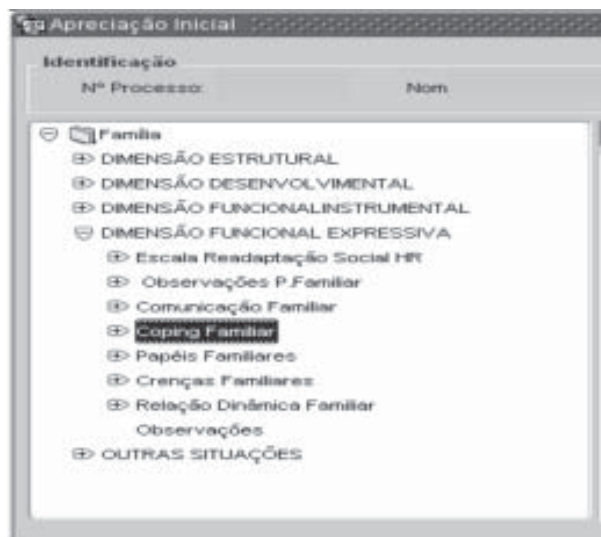 Apreciação Inicial
Identificação
Nº Processo: Nom
Família
DIMENSÃO ESTRUTURAL
DIMENSÃO DESENVOLVIMENTAL
DIMENSÃO FUNCIONALINSTRUMENTAL
DIMENSÃO FUNCIONAL EXPRESSIVA
Escala Readaptação Social HR
Observações P.Familiar
Comunicação Familiar
Coping Familiar
Papéis Familiares
Crenças Familiares
Relação Dinâmica Familiar
Observações
OUTRAS SITUAÇÕES